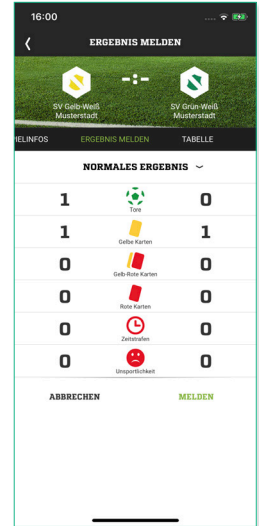 16:00
ERGEBNIS MELDEN
-:-
SV Gelb-Weiß
Musterstadt
SV Grün-Weiß
Musterstadt
IELINFOS ERGEBNIS MELDEN TABELLE
NORMALES ERGEBNIS
1 0
Tore
1 1
Gelbe Karten
0 0
Gelb-Rote Karten
0 0
Rote Karten
0 0
Zeitstrafen
0 0
Unsportlichkeit
ABBRECHEN MELDEN